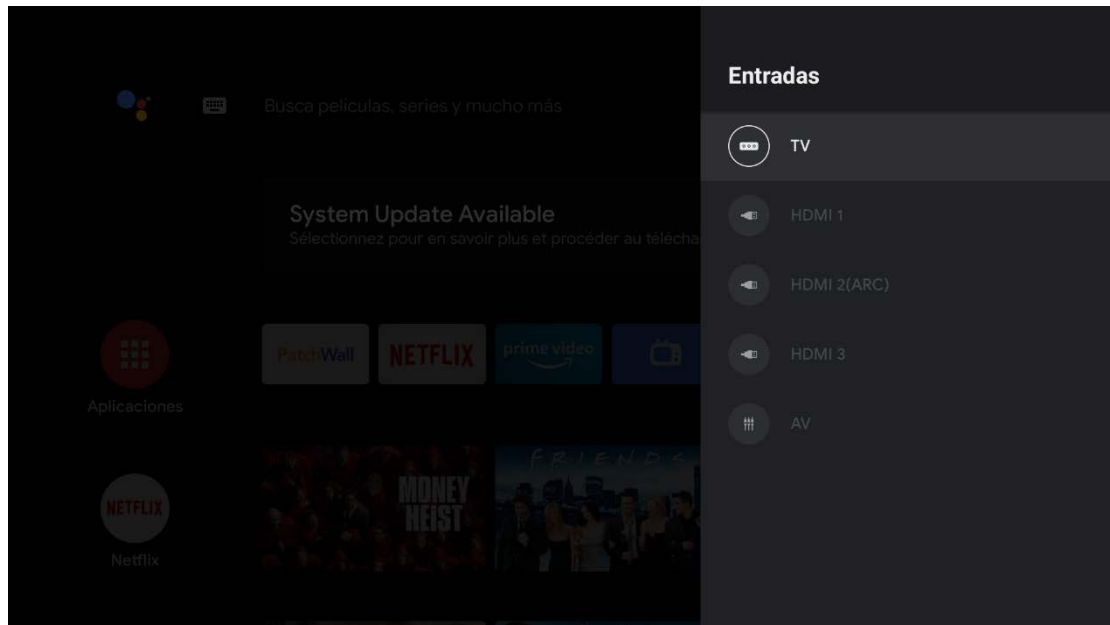 Entradas
Busca películas, series y mucho más
TV
System Update Available
Sélectionnez pour en savoir plus et procéder au télécha
HDMI 1
HDMI 2(ARC)
HDMI 3
AV
PatchWall
NETFLIX
prime video
Aplicaciones
MONEY
HEIST
FRIENDS
NETFLIX
Netflix